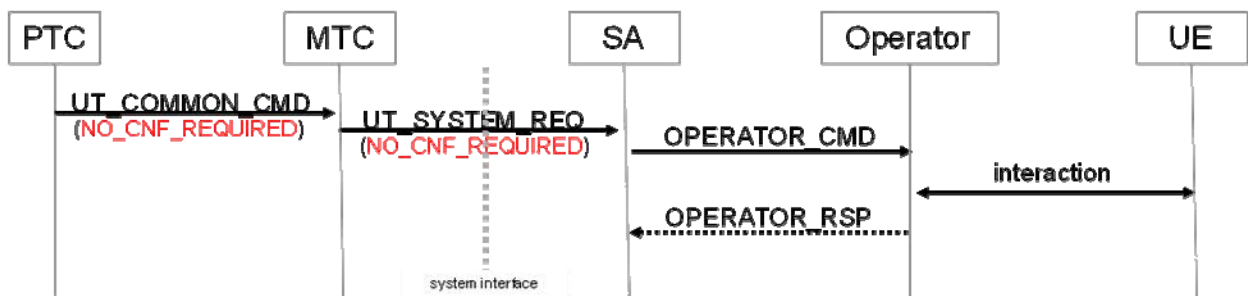 PTC MTC SA Operator UE
UT_COMMON_CMD
(NO_CNF_REQUIRED)
UT_SYSTEM_REQ
(NO_CNF_REQUIRED)
OPERATOR_CMD
interaction
OPERATOR_RSP
system interface